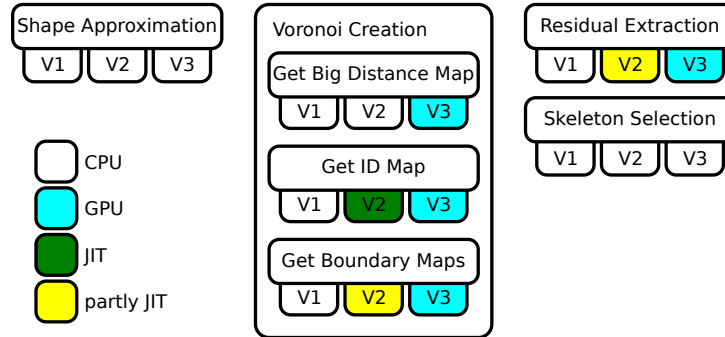 Shape Approximation
V1 V2 V3
CPU
GPU
JIT
partly JIT
Voronoi Creation
Get Big Distance Map
V1 V2 V3
Get ID Map
V1 V2 V3
Get Boundary Maps
V1 V2 V3
Residual Extraction
V1 V2 V3
Skeleton Selection
V1 V2 V3